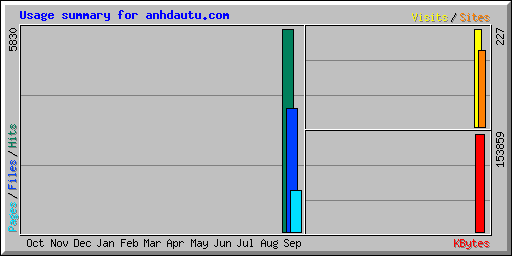 Usage summary for anhdautu.com
Visits / Sites
5830
227
Pages / Files / Hits
153859
Oct Nov Dec Jan Feb Mar Apr May Jun Jul Aug Sep
KBytes